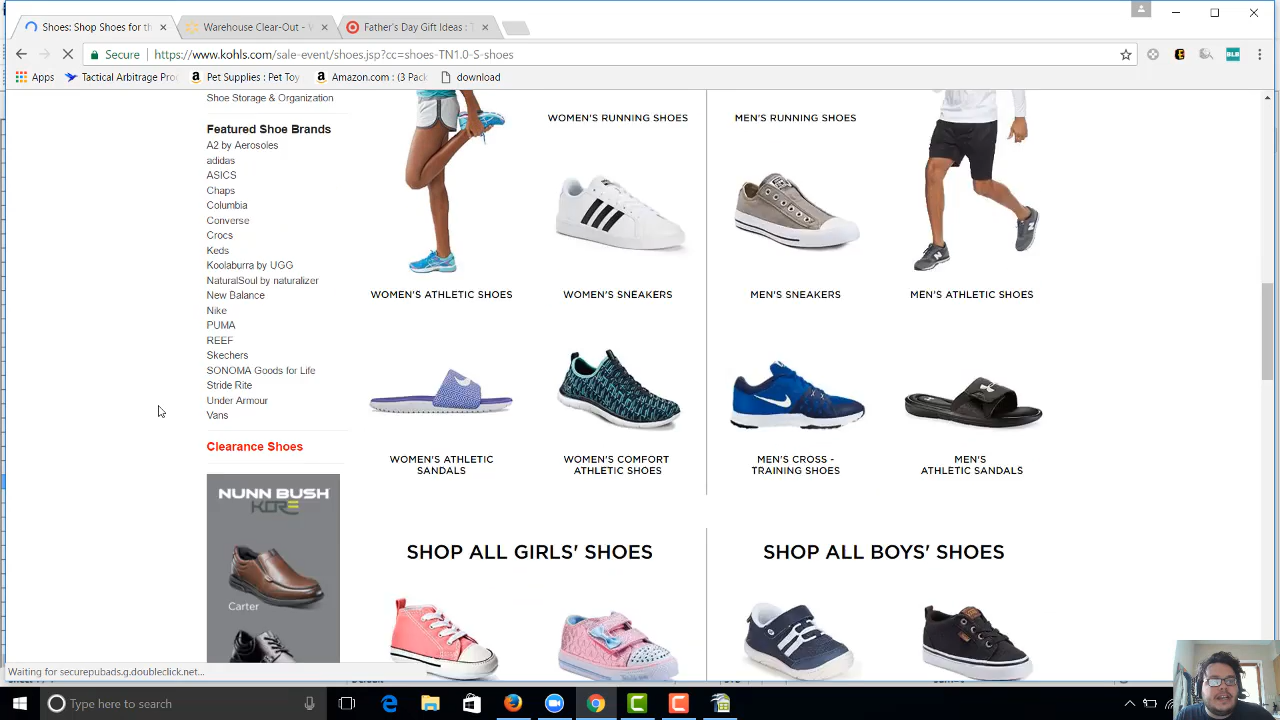 Shoes: Shop Shoes for th
Warehouse Clear-Out - W
Father's Day Gift Ideas : T
Secure https://www.kohls.com/sale-event/shoes.jsp?cc=shoes-TN1.0-S-shoes
Apps Tactical Arbitrage Pro Pet Supplies : Pet Toy Amazon.com : (3 Pack download
Shoe Storage & Organization
Featured Shoe Brands
A2 by Aerosoles
adidas
ASICS
Chaps
Columbia
Converse
Crocs
Keds
Koolaburra by UGG
NaturalSoul by naturalizer
New Balance
Nike
PUMA
REEF
Skechers
SONOMA Goods for Life
Stride Rite
Under Armour
Vans
Clearance Shoes
NUNN BUSH
KORE
Carter
WOMEN'S RUNNING SHOES
MEN'S RUNNING SHOES
WOMEN'S ATHLETIC SHOES
WOMEN'S SNEAKERS
MEN'S SNEAKERS
MEN'S ATHLETIC SHOES
WOMEN'S ATHLETIC
SANDALS
WOMEN'S COMFORT
ATHLETIC SHOES
MEN'S CROSS -
TRAINING SHOES
MEN'S
ATHLETIC SANDALS
SHOP ALL GIRLS' SHOES
SHOP ALL BOYS' SHOES
Waiting for securepubads.g.doubleclick.net...
Type here to search